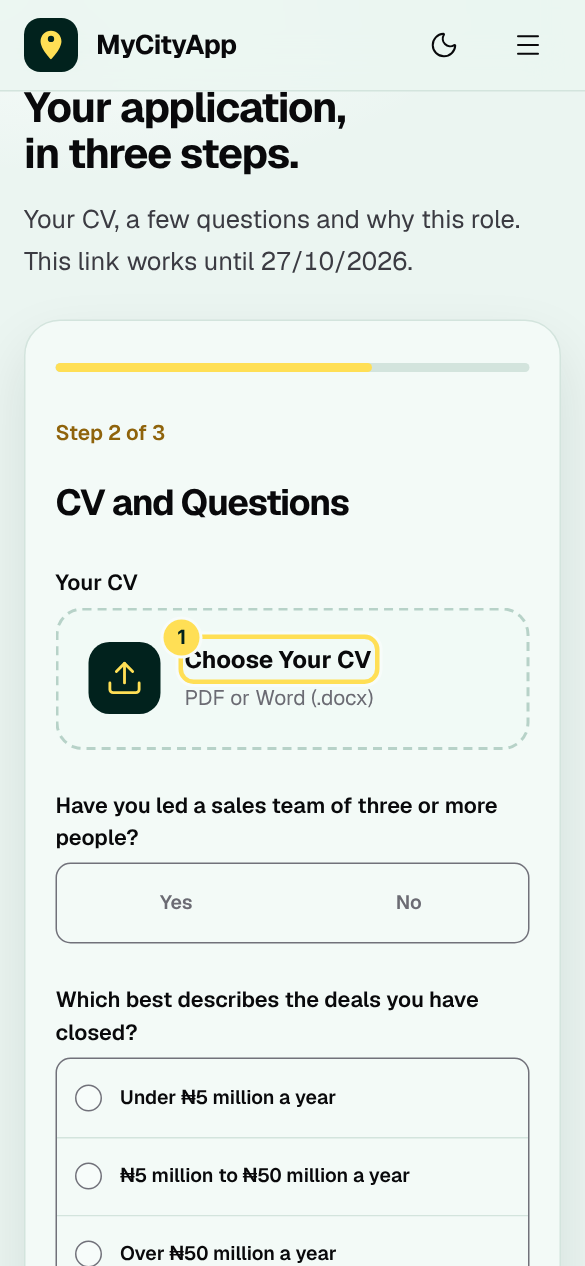 MyCityApp
Your application,
in three steps.
Your CV, a few questions and why this role.
This link works until 27/10/2026.
Step 2 of 3
CV and Questions
Your CV
1
Choose Your CV
PDF or Word (.docx)
Have you led a sales team of three or more
people?
Yes
No
Which best describes the deals you have
closed?
Under ₦5 million a year
₦5 million to ₦50 million a year
Over ₦50 million a year